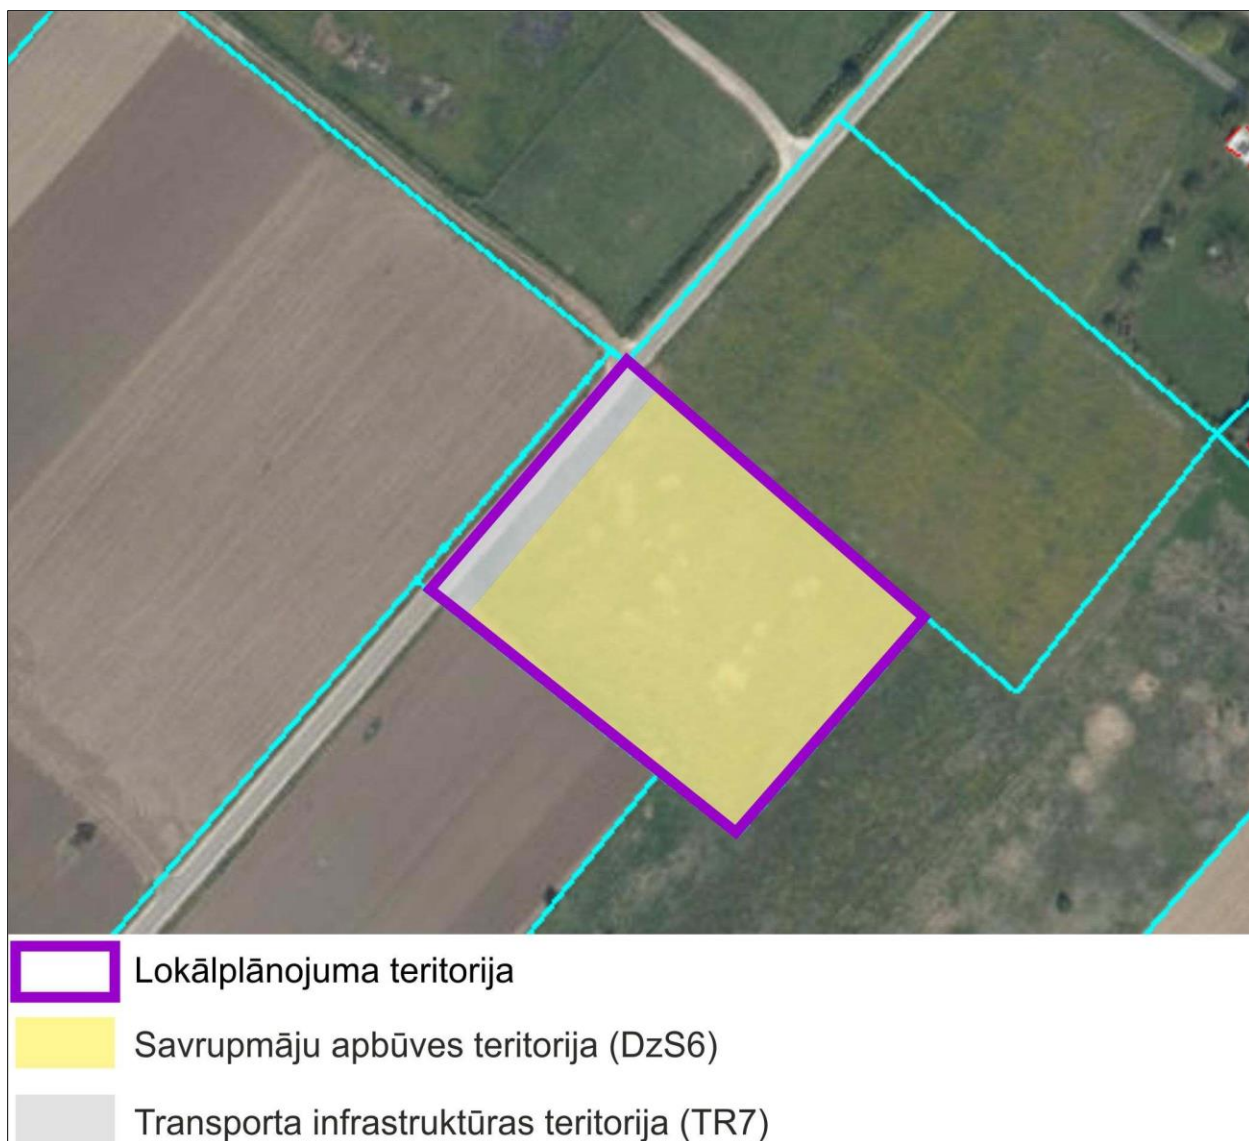 Lokālplānojuma teritorija
Savrupmāju apbūves teritorija (DzS6)
Transporta infrastruktūras teritorija (TR7)